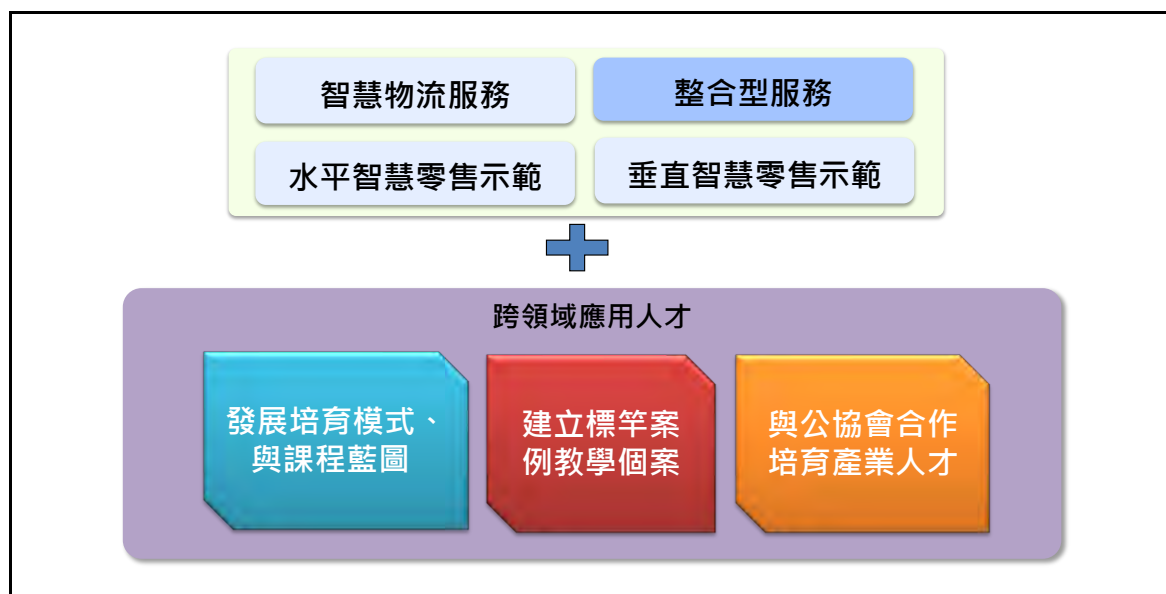 智慧物流服務
整合型服務
水平智慧零售示範
垂直智慧零售示範
跨領域應用人才
發展培育模式、
與課程藍圖
建立標竿案
例教學個案
與公協會合作
培育產業人才